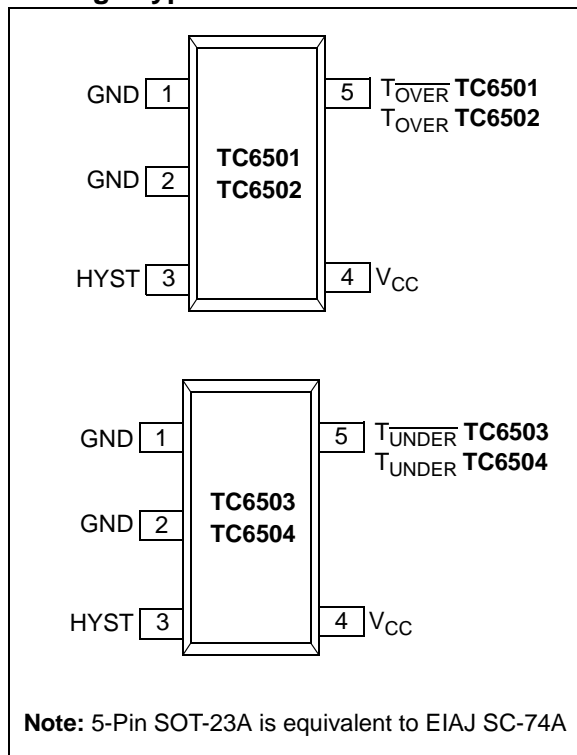 GND 1
5 T̅O̅V̅E̅R̅ TC6501
TOVER TC6502
TC6501
TC6502
GND 2
HYST 3
4 VCC
GND 1
5 T̅U̅N̅D̅E̅R̅ TC6503
TUNDER TC6504
TC6503
TC6504
GND 2
HYST 3
4 VCC
Note: 5-Pin SOT-23A is equivalent to EIAJ SC-74A